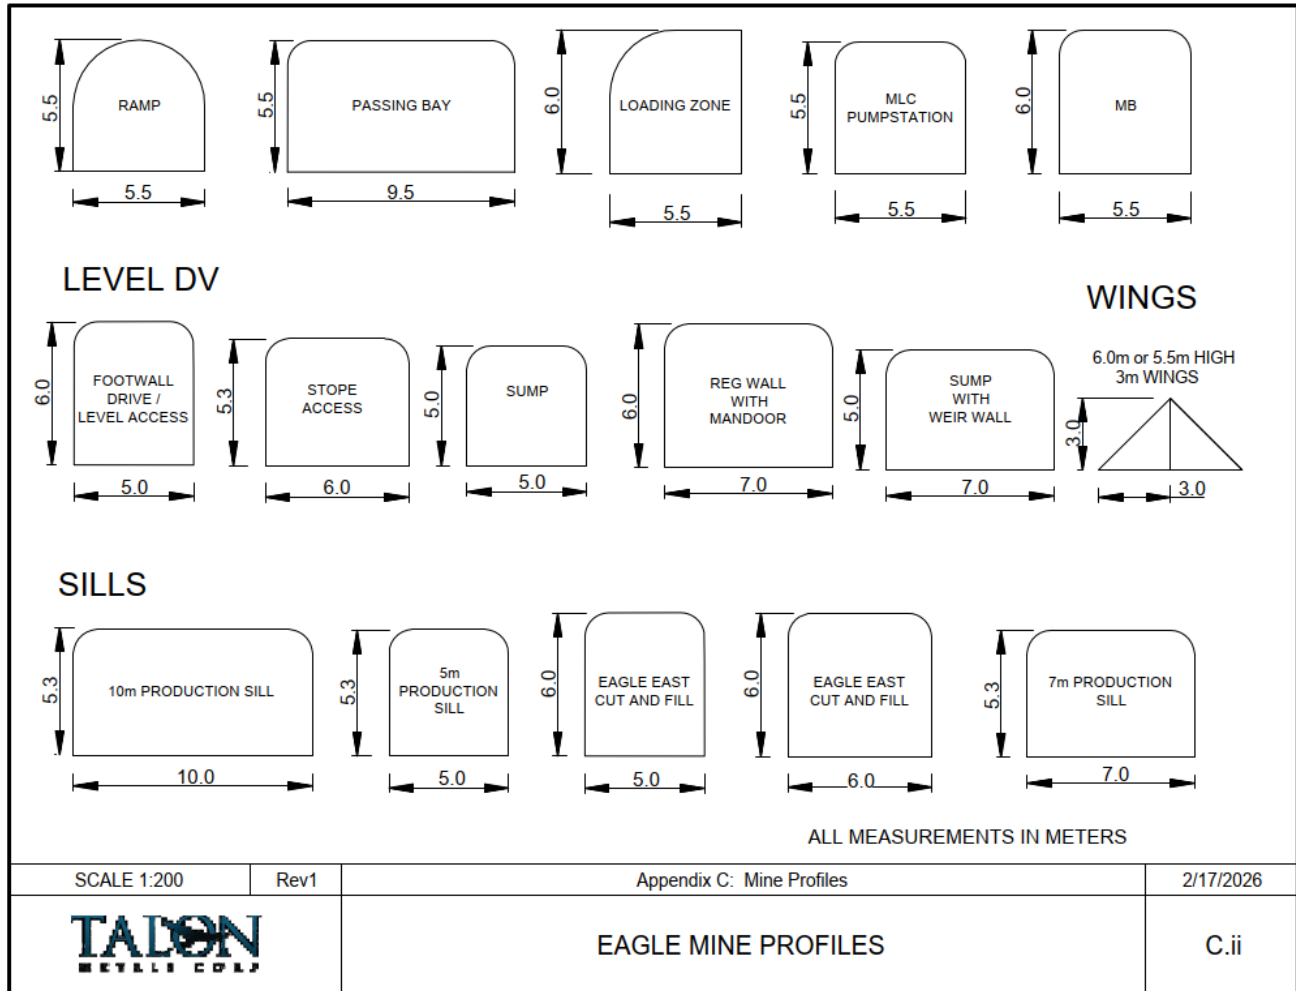 5.5
RAMP
5.5
5.5
PASSING BAY
9.5
6.0
LOADING ZONE
5.5
5.5
MLC
PUMPSTATION
5.5
6.0
MB
5.5
LEVEL DV
WINGS
6.0
FOOTWALL
DRIVE /
LEVEL ACCESS
5.0
5.3
STOPE
ACCESS
6.0
5.0
SUMP
5.0
6.0
REG WALL
WITH
MANDOOR
7.0
5.0
SUMP
WITH
WEIR WALL
7.0
6.0m or 5.5m HIGH
3m WINGS
3.0
3.0
SILLS
5.3
10m PRODUCTION SILL
10.0
5.3
5m
PRODUCTION
SILL
5.0
6.0
EAGLE EAST
CUT AND FILL
5.0
6.0
EAGLE EAST
CUT AND FILL
6.0
5.3
7m PRODUCTION
SILL
7.0
ALL MEASUREMENTS IN METERS
SCALE 1:200
Rev1
Appendix C: Mine Profiles
2/17/2026
TALON
METALS CORP
EAGLE MINE PROFILES
C.ii